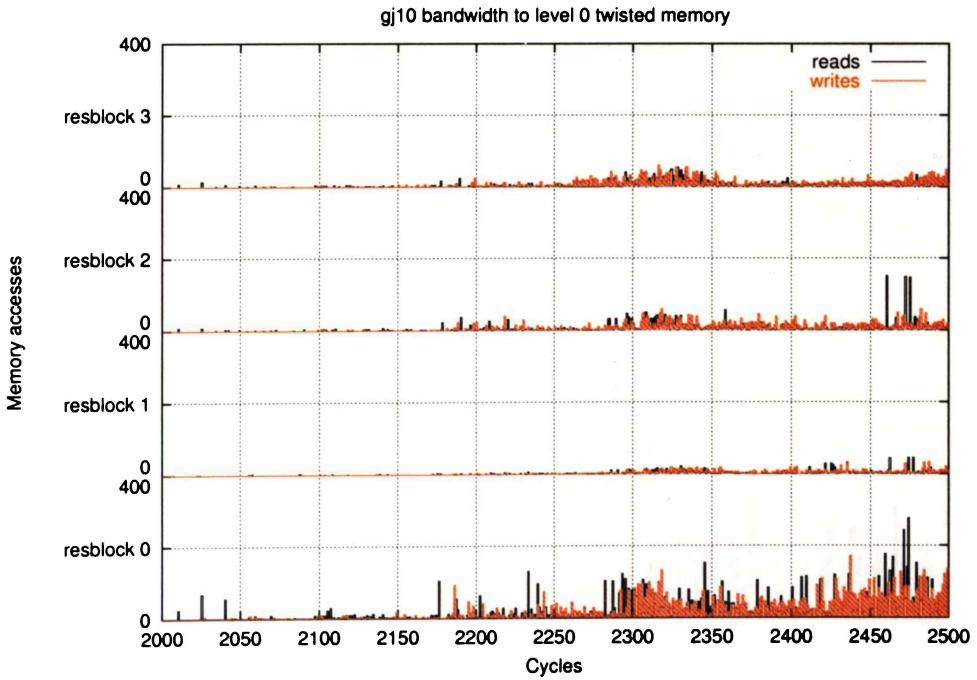 gj10 bandwidth to level 0 twisted memory
400
reads
writes
resblock 3
0
400
resblock 2
0
400
resblock 1
0
400
resblock 0
0
2000 2050 2100 2150 2200 2250 2300 2350 2400 2450 2500
Cycles
Memory accesses